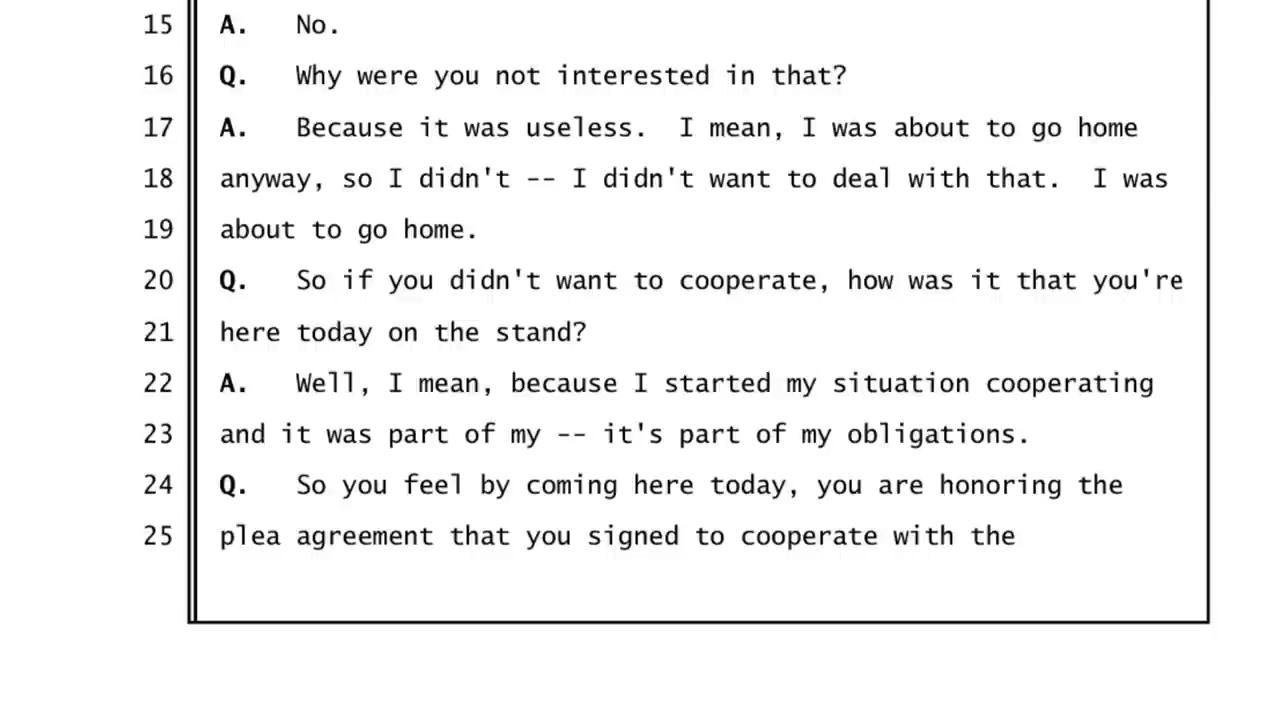 15 A. No.
16 Q. Why were you not interested in that?
17 A. Because it was useless. I mean, I was about to go home
18 anyway, so I didn't -- I didn't want to deal with that. I was
19 about to go home.
20 Q. So if you didn't want to cooperate, how was it that you're
21 here today on the stand?
22 A. Well, I mean, because I started my situation cooperating
23 and it was part of my -- it's part of my obligations.
24 Q. So you feel by coming here today, you are honoring the
25 plea agreement that you signed to cooperate with the